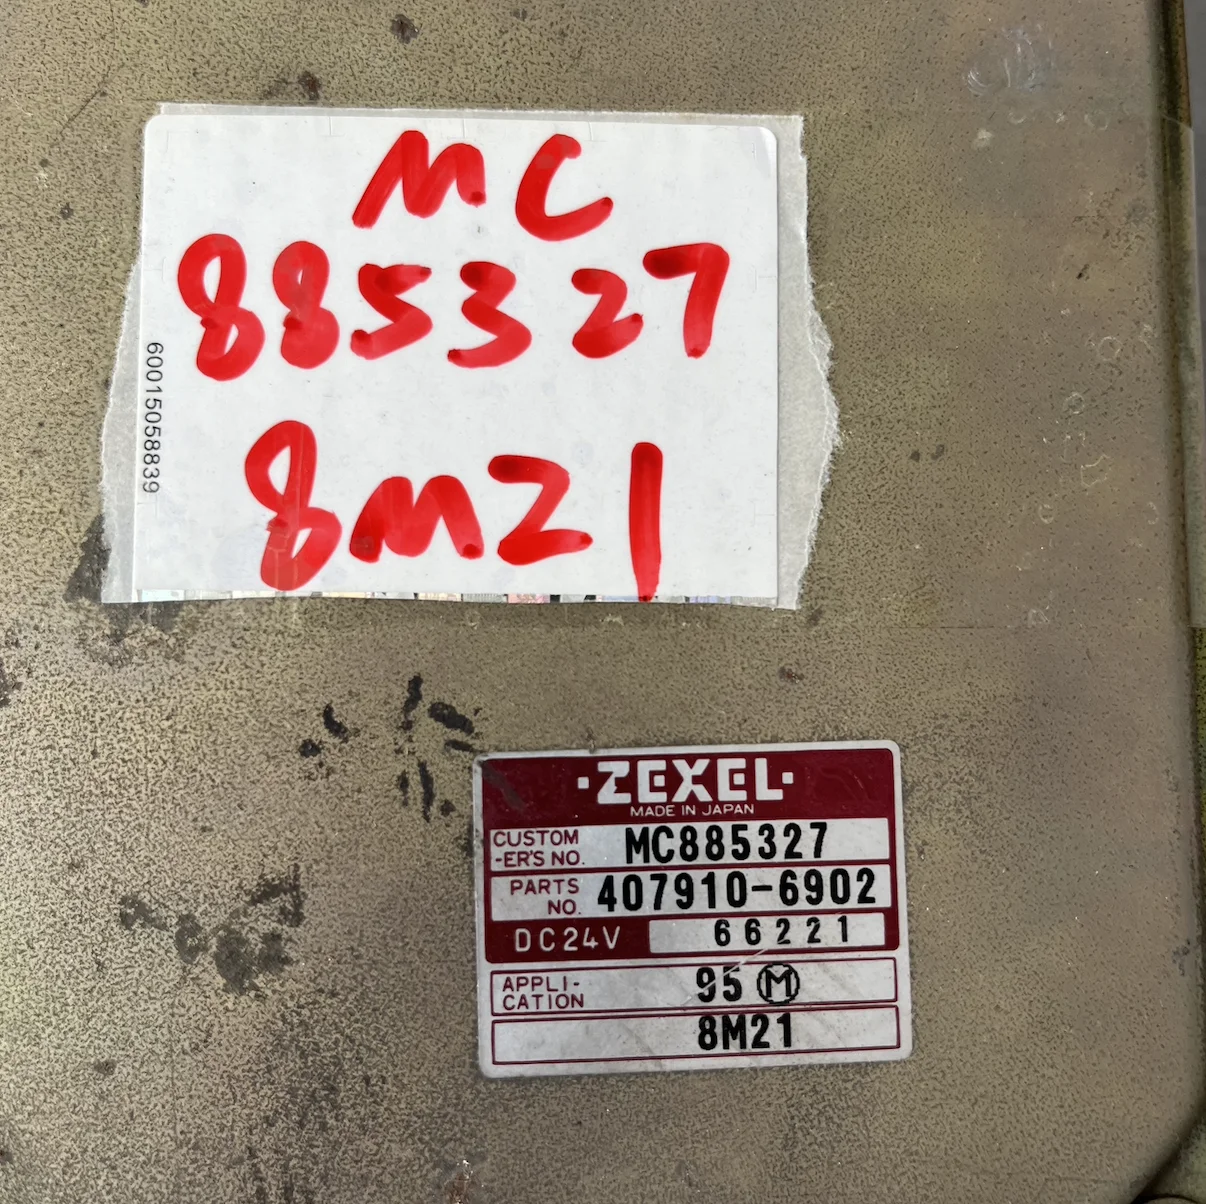 MC
885327
8M21
60015058839
·ZEXEL·
MADE IN JAPAN
CUSTOM
-ER'S NO.
MC885327
PARTS
NO.
407910-6902
DC24V 66221
APPLI-
CATION
95 Ⓜ
8M21